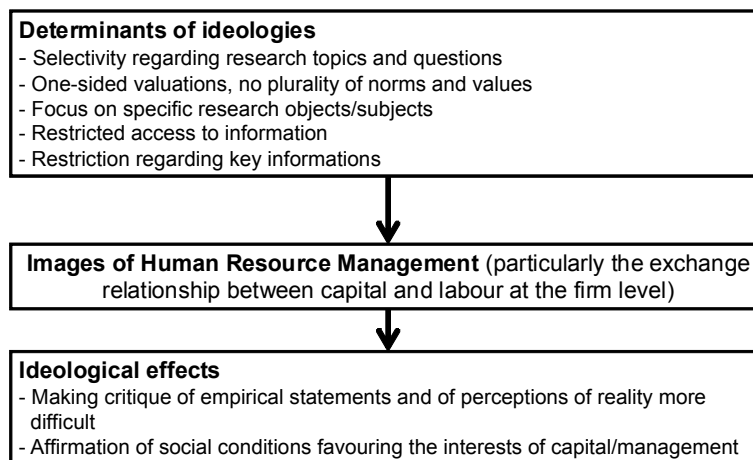 Determinants of ideologies
- Selectivity regarding research topics and questions
- One-sided valuations, no plurality of norms and values
- Focus on specific research objects/subjects
- Restricted access to information
- Restriction regarding key informations
Images of Human Resource Management (particularly the exchange
relationship between capital and labour at the firm level)
Ideological effects
- Making critique of empirical statements and of perceptions of reality more
difficult
- Affirmation of social conditions favouring the interests of capital/management